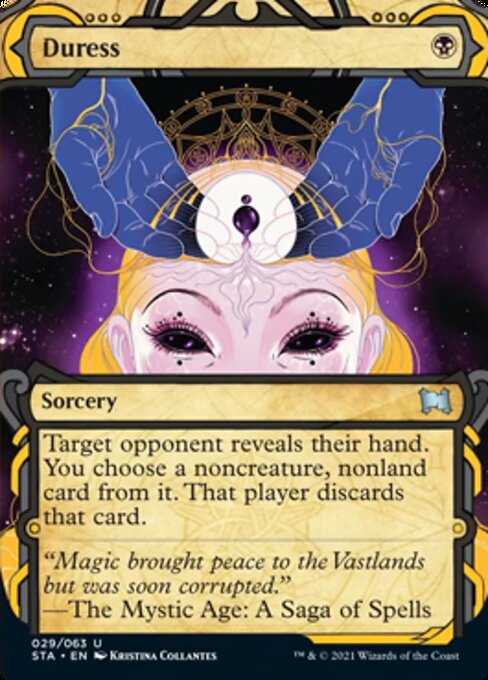 Duress
Sorcery
Target opponent reveals their hand.
You choose a noncreature, nonland
card from it. That player discards
that card.
“Magic brought peace to the Vastlands
but was soon corrupted.”
—The Mystic Age: A Saga of Spells
029/063 U
STA • EN Kristina Collantes
™ & © 2021 Wizards of the Coast